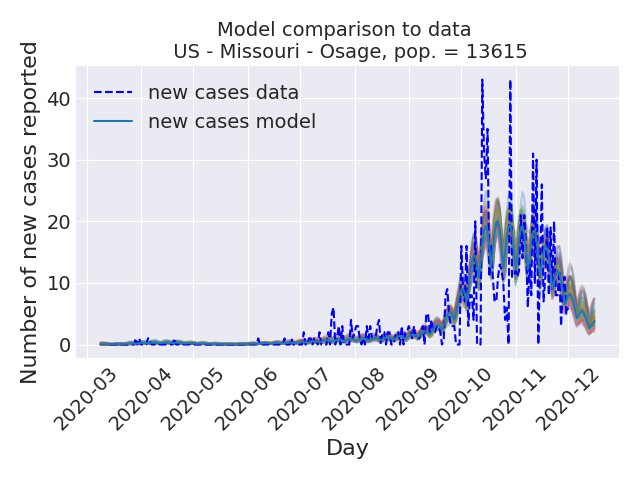 Model comparison to data
US - Missouri - Osage, pop. = 13615
new cases data
new cases model
Number of new cases reported
40
30
20
10
0
2020-03
2020-04
2020-05
2020-06
2020-07
2020-08
2020-09
2020-10
2020-11
2020-12
Day